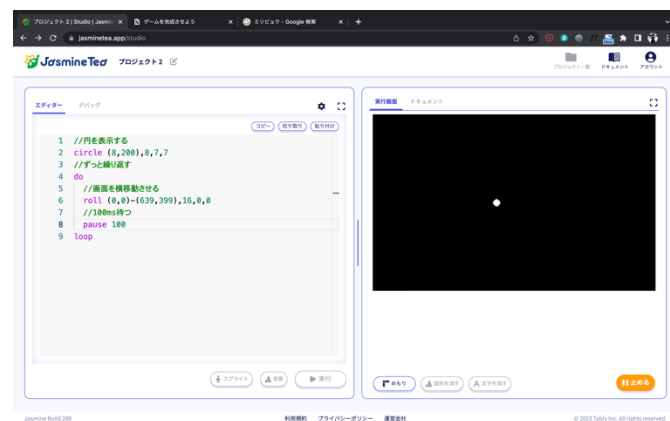 プロジェクト 2 | Studio | Jasmin
ゲームを完成させよう
ミリビョウ - Google 検索
jasminetea.app/studio
JasmineTea プロジェクト2
プロジェクト一覧 ドキュメント アカウント
エディター デバッグ
コピー 切り取り 貼り付け
1 //円を表示する
2 circle (8,200),8,7,7
3 //ずっと繰り返す
4 do
5 //画面を横移動させる
6 roll (0,0)-(639,399),16,0,0
7 //100ms待つ
8 pause 100
9 loop
スプライト 背景 実行
実行画面 ドキュメント
めもり 図形を消す 文字を消す 止める
Jasmine Build 288 利用規約 プライバシーポリシー 運営会社 © 2023 Tably Inc. All rights reserved.